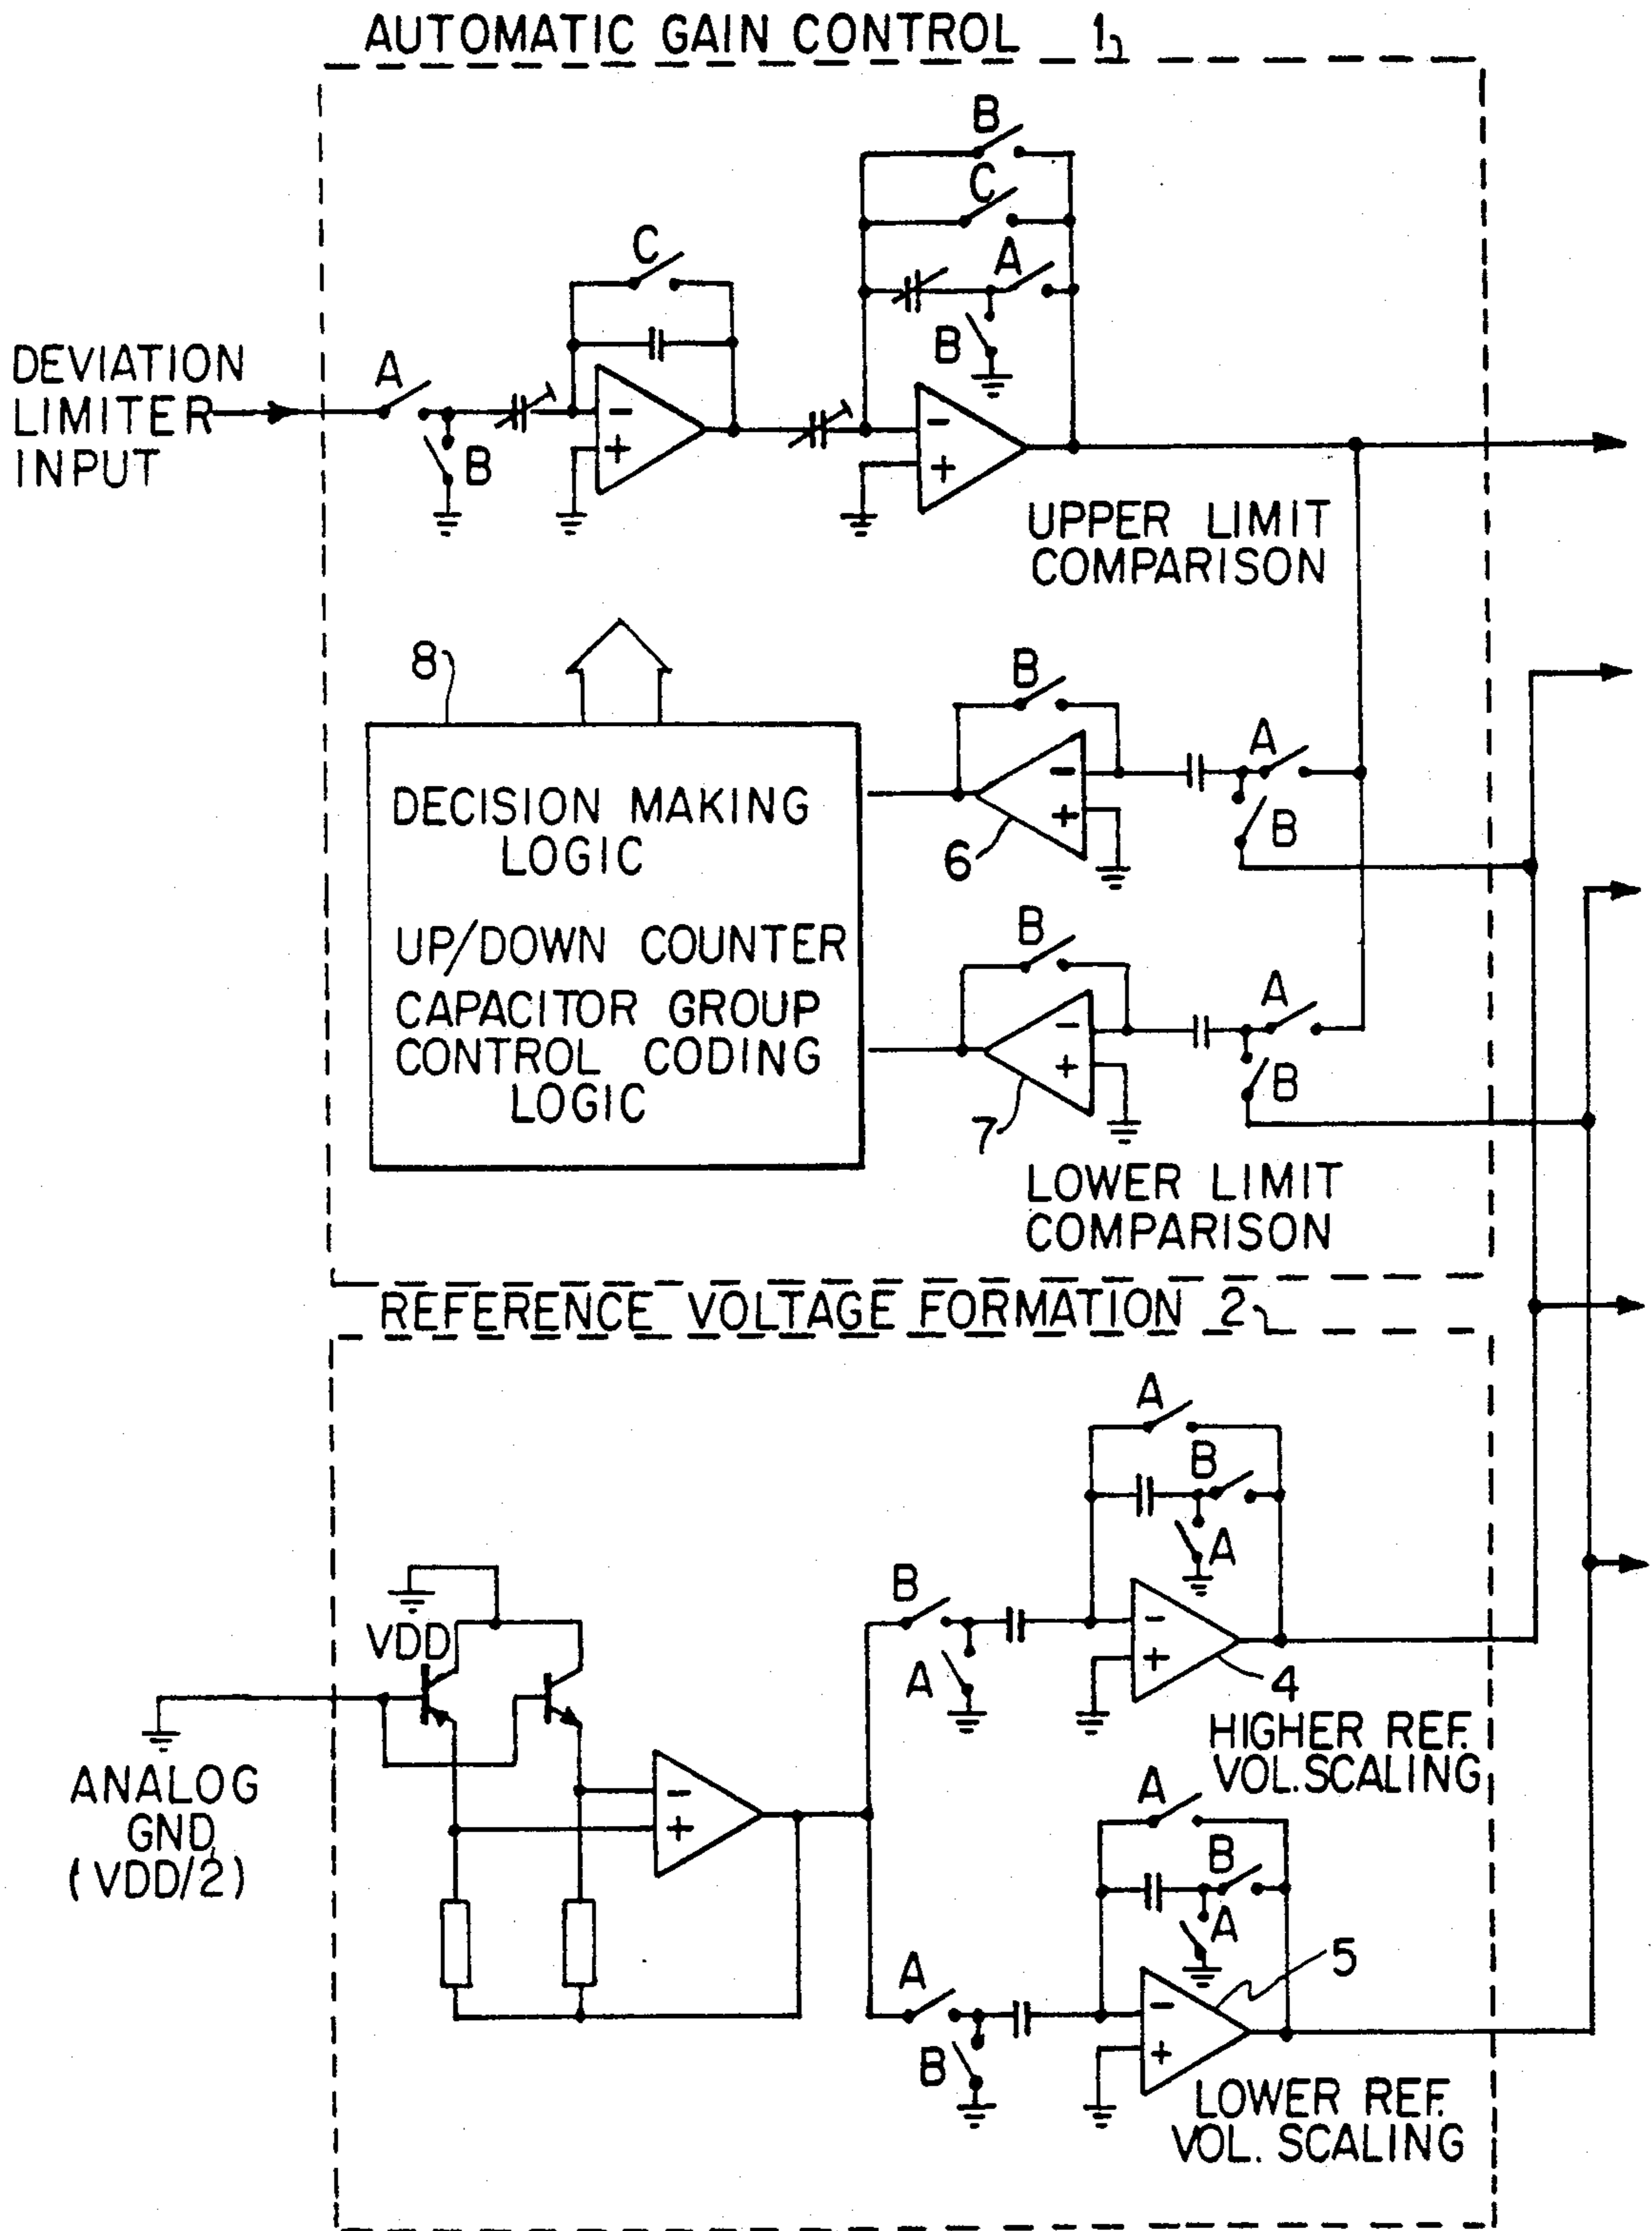 AUTOMATIC GAIN CONTROL 1
B
C
A
B
C
DEVIATION
LIMITER
INPUT
A
B
-
+
-
+
UPPER LIMIT
COMPARISON
8
B
A
-
+
B
6
DECISION MAKING
LOGIC
UP/DOWN COUNTER
CAPACITOR GROUP
CONTROL CODING
LOGIC
B
A
-
+
B
7
LOWER LIMIT
COMPARISON
REFERENCE VOLTAGE FORMATION 2
A
B
A
B
A
-
+
4
HIGHER REF.
VOL. SCALING
VDD
ANALOG
GND
(VDD/2)
-
+
A
B
A
A
B
-
+
5
LOWER REF.
VOL. SCALING